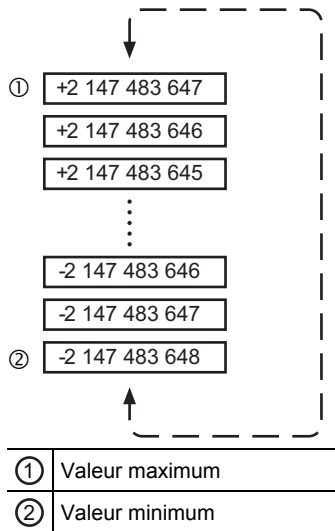 ① +2 147 483 647
+2 147 483 646
+2 147 483 645
-2 147 483 646
-2 147 483 647
② -2 147 483 648
① Valeur maximum
② Valeur minimum